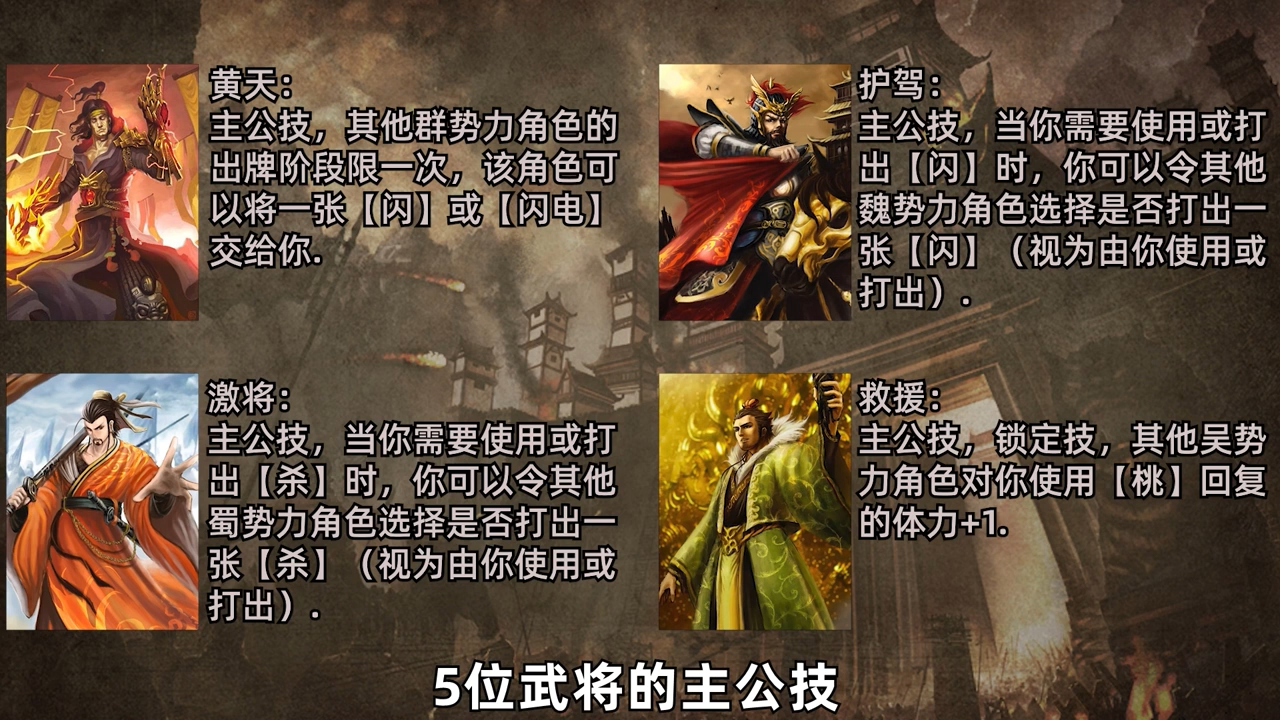 黄天：
主公技，其他群势力角色的
出牌阶段限一次，该角色可
以将一张【闪】或【闪电】
交给你.
护驾：
主公技，当你需要使用或打
出【闪】时，你可以令其他
魏势力角色选择是否打出一
张【闪】（视为由你使用或
打出）.
激将：
主公技，当你需要使用或打
出【杀】时，你可以令其他
蜀势力角色选择是否打出一
张【杀】（视为由你使用或
打出）.
救援：
主公技，锁定技，其他吴势
力角色对你使用【桃】回复
的体力+1.
5位武将的主公技